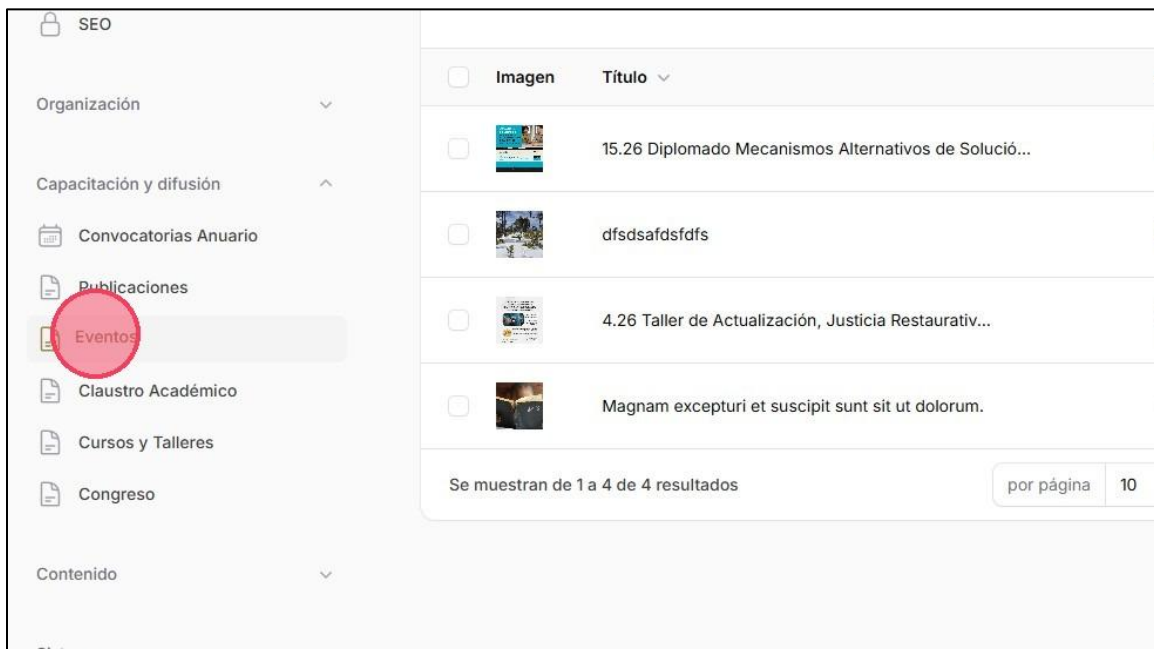 SEO
Organización
Capacitación y difusión
Convocatorias Anuario
Publicaciones
Eventos
Claustro Académico
Cursos y Talleres
Congreso
Contenido
Imagen Título
15.26 Diplomado Mecanismos Alternativos de Solució...
dfsdsafdsfdfs
4.26 Taller de Actualización, Justicia Restaurativ...
Magnam excepturi et suscipit sunt sit ut dolorum.
Se muestran de 1 a 4 de 4 resultados por página 10